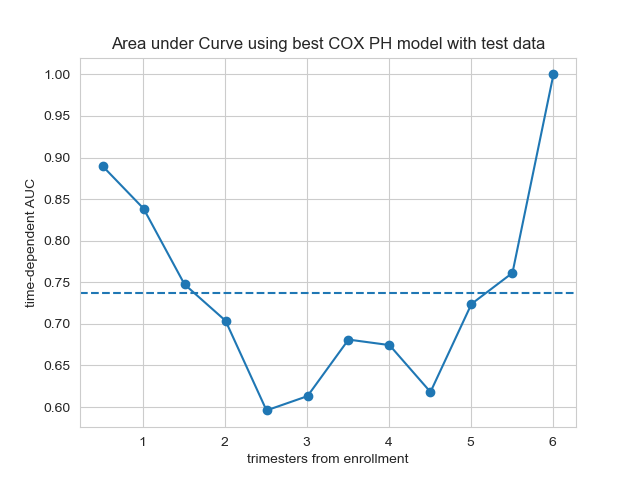 Area under Curve using best COX PH model with test data
time-dependent AUC
1.00
0.95
0.90
0.85
0.80
0.75
0.70
0.65
0.60
1 2 3 4 5 6
trimesters from enrollment